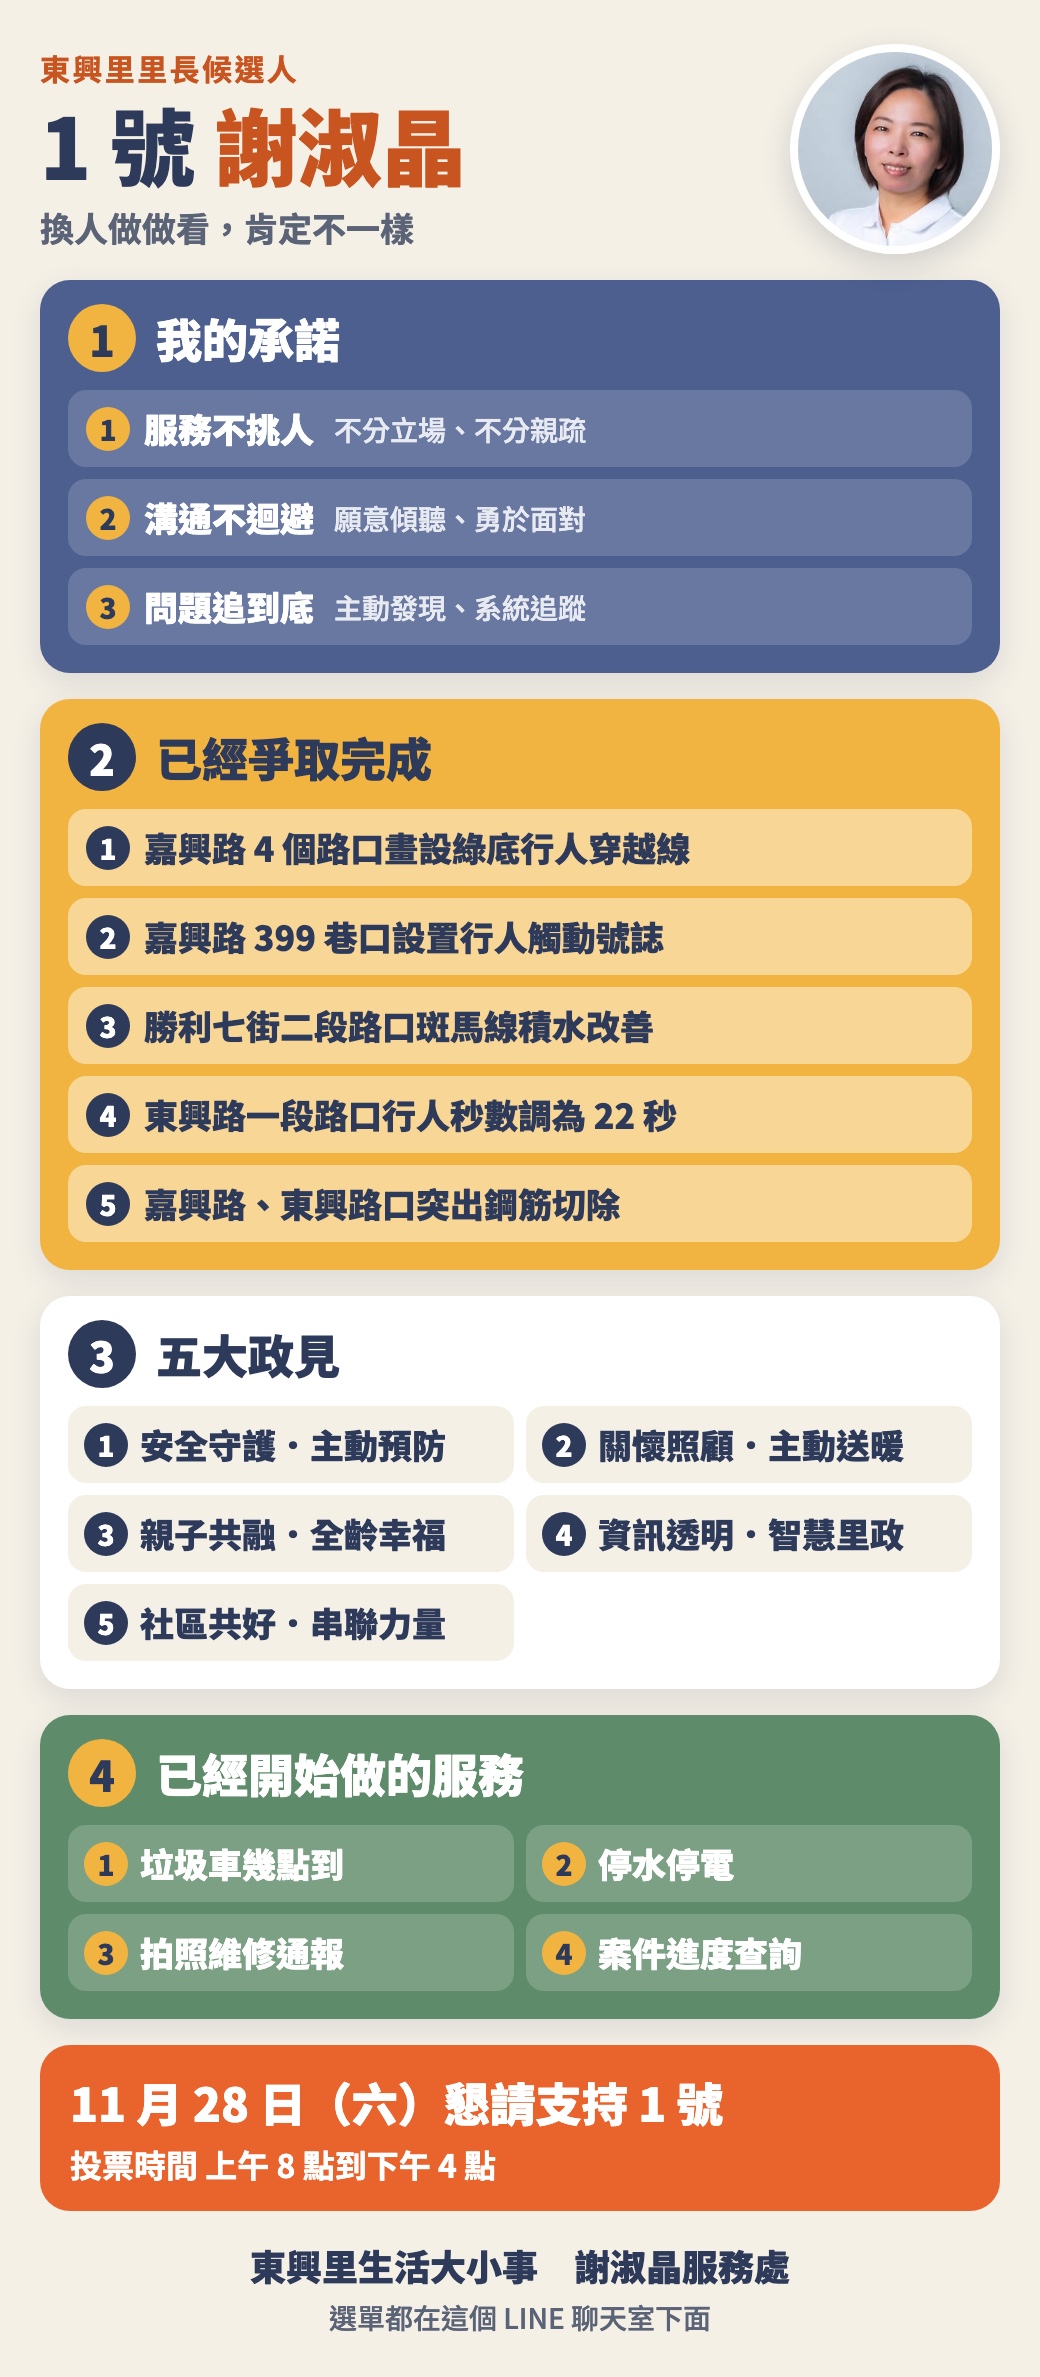 東興里里長候選人
1 號 謝淑晶
換人做做看，肯定不一樣
1 我的承諾
1 服務不挑人 不分立場、不分親疏
2 溝通不迴避 願意傾聽、勇於面對
3 問題追到底 主動發現、系統追蹤
2 已經爭取完成
1 嘉興路 4 個路口畫設綠底行人穿越線
2 嘉興路 399 巷口設置行人觸動號誌
3 勝利七街二段路口斑馬線積水改善
4 東興路一段路口行人秒數調為 22 秒
5 嘉興路、東興路口突出鋼筋切除
3 五大政見
1 安全守護．主動預防
2 關懷照顧．主動送暖
3 親子共融．全齡幸福
4 資訊透明．智慧里政
5 社區共好．串聯力量
4 已經開始做的服務
1 垃圾車幾點到
2 停水停電
3 拍照維修通報
4 案件進度查詢
11 月 28 日（六）懇請支持 1 號
投票時間 上午 8 點到下午 4 點
東興里生活大小事　謝淑晶服務處
選單都在這個 LINE 聊天室下面